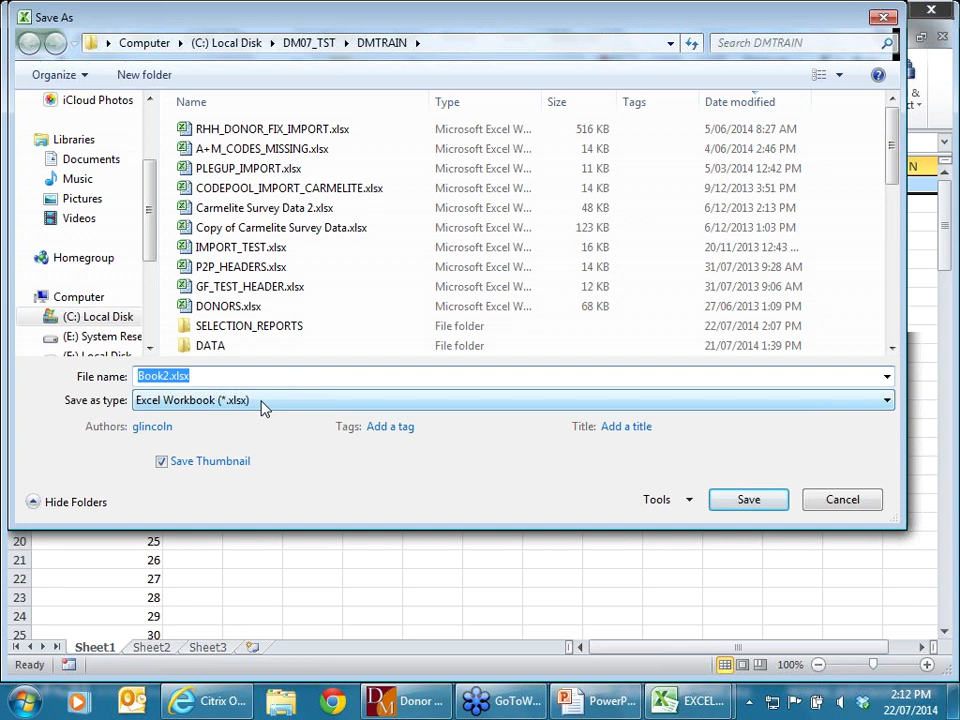 Save As
Computer ▸ (C:) Local Disk ▸ DM07_TST ▸ DMTRAIN ▸
Search DMTRAIN
Organize
New folder
Name Type Size Tags Date modified
iCloud Photos
Libraries
Documents
Music
Pictures
Videos
Homegroup
Computer
(C:) Local Disk
(E:) System Rese
RHH_DONOR_FIX_IMPORT.xlsx Microsoft Excel W... 516 KB 5/06/2014 8:27 AM
A+M_CODES_MISSING.xlsx Microsoft Excel W... 14 KB 4/06/2014 2:46 PM
PLEGUP_IMPORT.xlsx Microsoft Excel W... 11 KB 5/03/2014 12:42 PM
CODEPOOL_IMPORT_CARMELITE.xlsx Microsoft Excel W... 14 KB 9/12/2013 3:51 PM
Carmelite Survey Data 2.xlsx Microsoft Excel W... 48 KB 6/12/2013 2:13 PM
Copy of Carmelite Survey Data.xlsx Microsoft Excel W... 123 KB 6/12/2013 1:03 PM
IMPORT_TEST.xlsx Microsoft Excel W... 16 KB 20/11/2013 12:43 ...
P2P_HEADERS.xlsx Microsoft Excel W... 14 KB 31/07/2013 9:28 AM
GF_TEST_HEADER.xlsx Microsoft Excel W... 12 KB 31/07/2013 9:06 AM
DONORS.xlsx Microsoft Excel W... 68 KB 27/06/2013 1:09 PM
SELECTION_REPORTS File folder 22/07/2014 2:07 PM
DATA File folder 21/07/2014 1:39 PM
File name: Book2.xlsx
Save as type: Excel Workbook (*.xlsx)
Authors: glincoln Tags: Add a tag Title: Add a title
Save Thumbnail
Hide Folders
Tools
Save
Cancel
&
N
20 25
21 26
22 27
23 28
24 29
25 30
Sheet1 Sheet2 Sheet3
Ready
100%
Citrix O...
Donor ...
GoToW...
PowerP...
EXCEL...
2:12 PM
22/07/2014